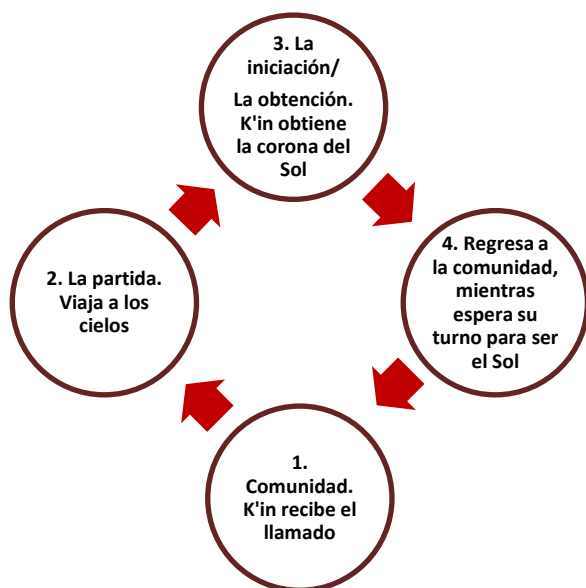 3. La
iniciación/
La obtención.
K'in obtiene
la corona del
Sol
4. Regresa a
la comunidad,
mientras
espera su
turno para ser
el Sol
2. La partida.
Viaja a los
cielos
1.
Comunidad.
K'in recibe el
llamado